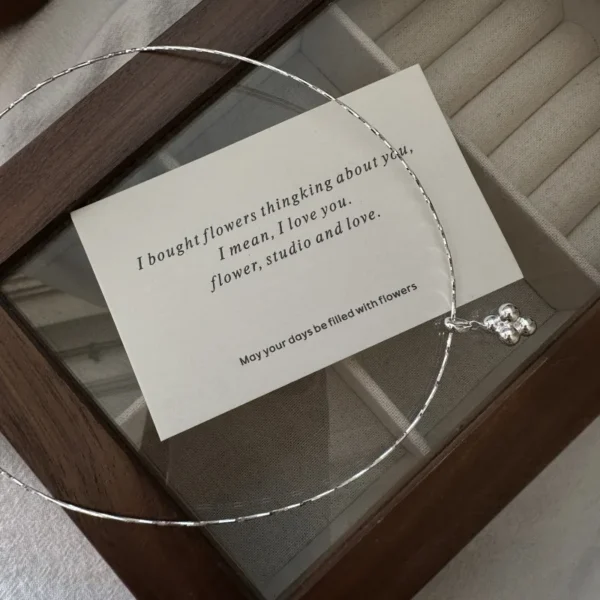 I bought flowers thingking about you,
I mean, I love you.
flower, studio and love.
May your days be filled with flowers